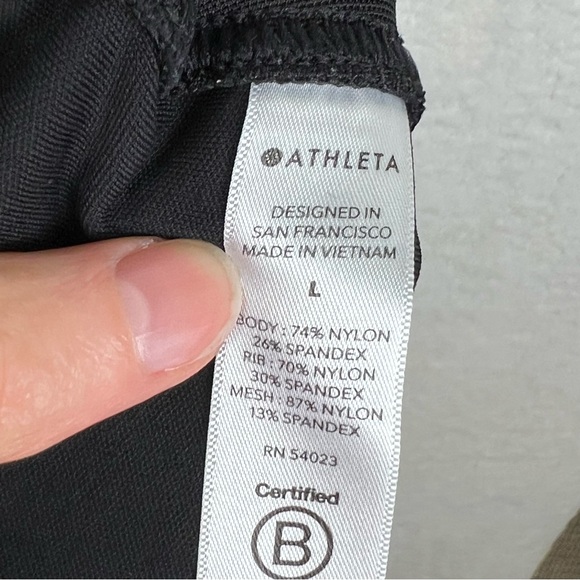 ATHLETA
DESIGNED IN
SAN FRANCISCO
MADE IN VIETNAM
L
BODY : 74% NYLON
26% SPANDEX
RIB : 70% NYLON
30% SPANDEX
MESH : 87% NYLON
13% SPANDEX
RN 54023
Certified
B